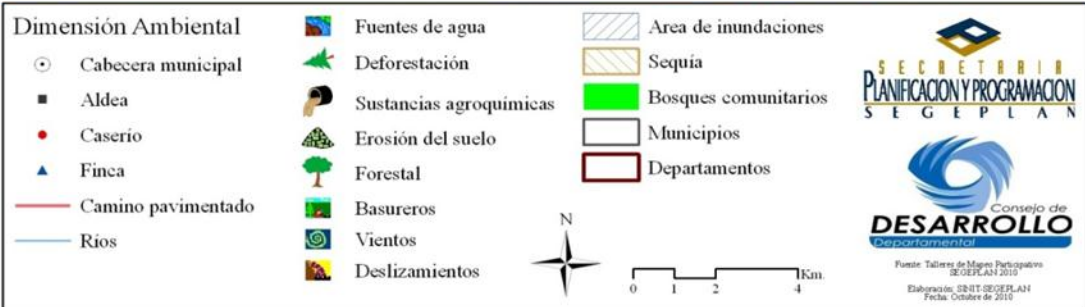 Dimensión Ambiental
Cabecera municipal
Aldea
Caserío
Finca
Camino pavimentado
Ríos
Fuentes de agua
Deforestación
Sustancias agroquímicas
Erosión del suelo
Forestal
Basureros
Vientos
Deslizamientos
Area de inundaciones
Sequía
Bosques comunitarios
Municipios
Departamentos
N
Km.
0 1 2 4
SECRETARIA
PLANIFICACION Y PROGRAMACION
SEGEPLAN
Consejo de
DESARROLLO
Departamental
Fuente: Talleres de Mapeo Participativo
SEGEPLAN 2010
Elaboración: SINIT-SEGEPLAN
Fecha: Octubre de 2010